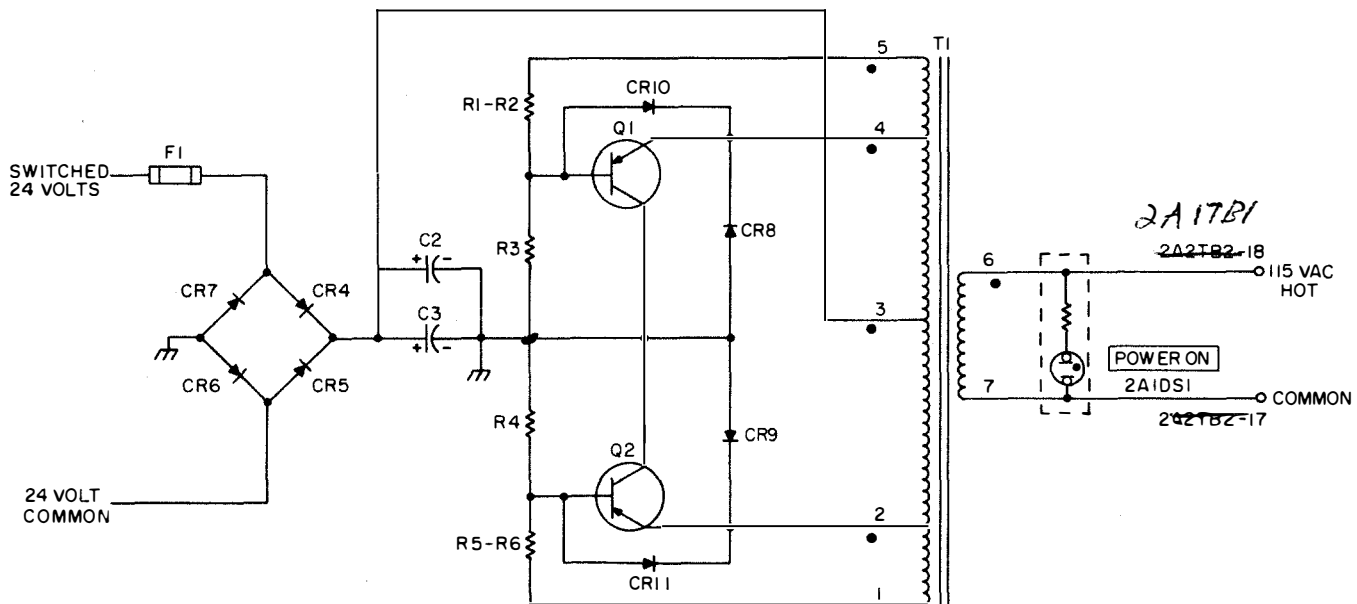 T1
5
R1-R2
CR10
Q1
4
F1
SWITCHED
24 VOLTS
2A1TB1
2A2TB2-18
CR8
C2
+ -
R3
6
115 VAC
HOT
CR7
CR4
C3
+ -
3
POWER ON
CR6
CR5
2A1DS1
7
COMMON
2A2TB2-17
R4
CR9
Q2
24 VOLT
COMMON
2
R5-R6
CR11
1